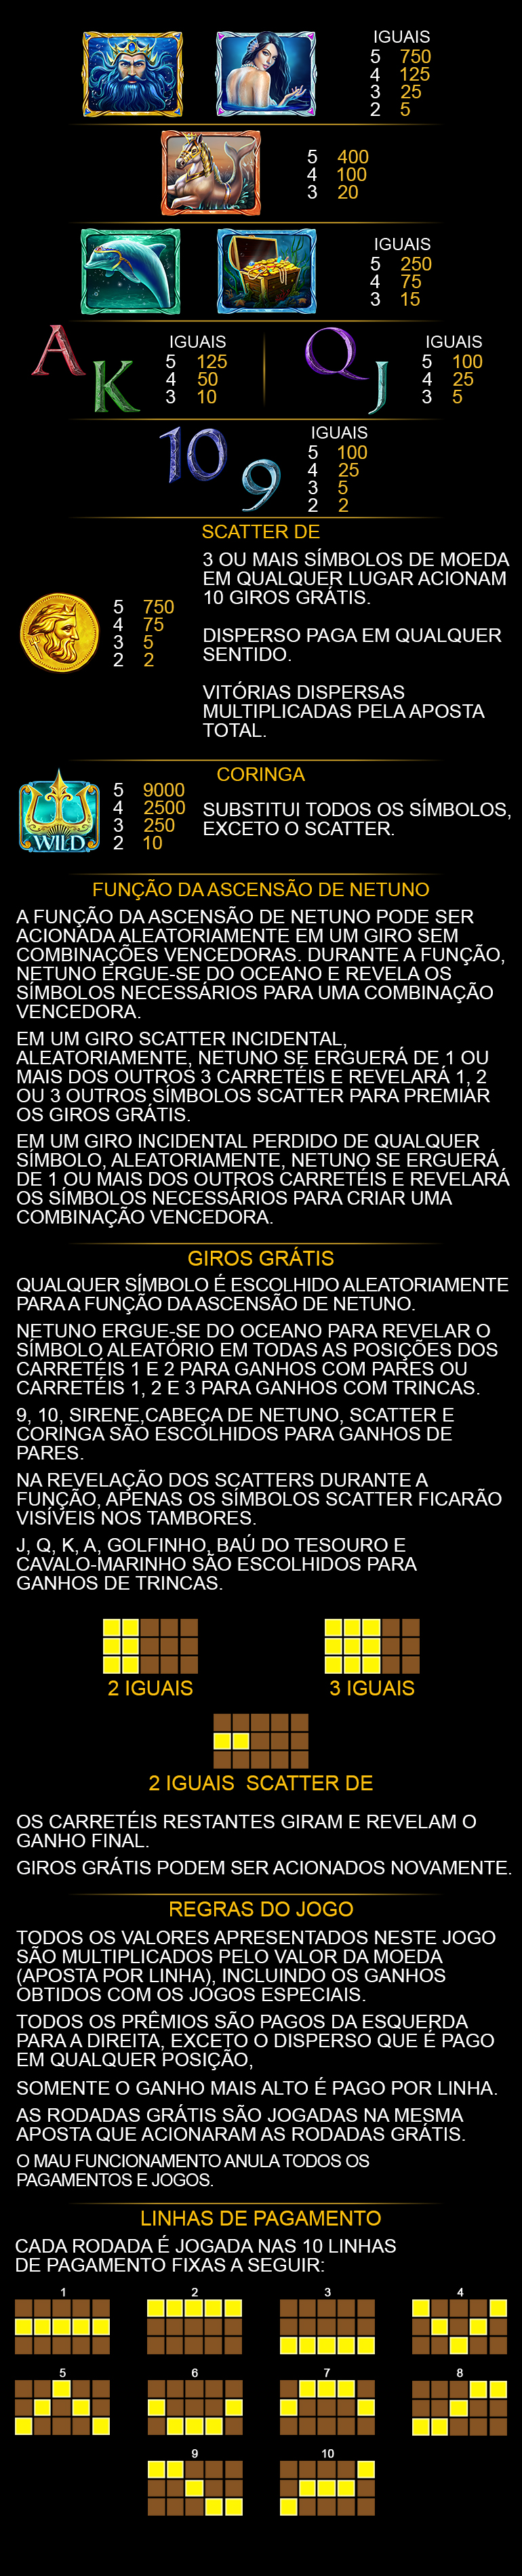 IGUAIS
5 750
4 125
3 25
2 5
5 400
4 100
3 20
IGUAIS
5 250
4 75
3 15
A K
IGUAIS
5 125
4 50
3 10
Q J
IGUAIS
5 100
4 25
3 5
10 9
IGUAIS
5 100
4 25
3 5
2 2
SCATTER DE
5 750
4 75
3 5
2 2
3 OU MAIS SÍMBOLOS DE MOEDA
EM QUALQUER LUGAR ACIONAM
10 GIROS GRÁTIS.
DISPERSO PAGA EM QUALQUER
SENTIDO.
VITÓRIAS DISPERSAS
MULTIPLICADAS PELA APOSTA
TOTAL.
CORINGA
WILD
5 9000
4 2500
3 250
2 10
SUBSTITUI TODOS OS SÍMBOLOS,
EXCETO O SCATTER.
FUNÇÃO DA ASCENSÃO DE NETUNO
A FUNÇÃO DA ASCENSÃO DE NETUNO PODE SER
ACIONADA ALEATORIAMENTE EM UM GIRO SEM
COMBINAÇÕES VENCEDORAS. DURANTE A FUNÇÃO,
NETUNO ERGUE-SE DO OCEANO E REVELA OS
SÍMBOLOS NECESSÁRIOS PARA UMA COMBINAÇÃO
VENCEDORA.
EM UM GIRO SCATTER INCIDENTAL,
ALEATORIAMENTE, NETUNO SE ERGUERÁ DE 1 OU
MAIS DOS OUTROS 3 CARRETÉIS E REVELARÁ 1, 2
OU 3 OUTROS SÍMBOLOS SCATTER PARA PREMIAR
OS GIROS GRÁTIS.
EM UM GIRO INCIDENTAL PERDIDO DE QUALQUER
SÍMBOLO, ALEATORIAMENTE, NETUNO SE ERGUERÁ
DE 1 OU MAIS DOS OUTROS CARRETÉIS E REVELARÁ
OS SÍMBOLOS NECESSÁRIOS PARA CRIAR UMA
COMBINAÇÃO VENCEDORA.
GIROS GRÁTIS
QUALQUER SÍMBOLO É ESCOLHIDO ALEATORIAMENTE
PARA A FUNÇÃO DA ASCENSÃO DE NETUNO.
NETUNO ERGUE-SE DO OCEANO PARA REVELAR O
SÍMBOLO ALEATÓRIO EM TODAS AS POSIÇÕES DOS
CARRETÉIS 1 E 2 PARA GANHOS COM PARES OU
CARRETÉIS 1, 2 E 3 PARA GANHOS COM TRINCAS.
9, 10, SIRENE,CABEÇA DE NETUNO, SCATTER E
CORINGA SÃO ESCOLHIDOS PARA GANHOS DE
PARES.
NA REVELAÇÃO DOS SCATTERS DURANTE A
FUNÇÃO, APENAS OS SÍMBOLOS SCATTER FICARÃO
VISÍVEIS NOS TAMBORES.
J, Q, K, A, GOLFINHO, BAÚ DO TESOURO E
CAVALO-MARINHO SÃO ESCOLHIDOS PARA
GANHOS DE TRINCAS.
2 IGUAIS
3 IGUAIS
2 IGUAIS SCATTER DE
OS CARRETÉIS RESTANTES GIRAM E REVELAM O
GANHO FINAL.
GIROS GRÁTIS PODEM SER ACIONADOS NOVAMENTE.
REGRAS DO JOGO
TODOS OS VALORES APRESENTADOS NESTE JOGO
SÃO MULTIPLICADOS PELO VALOR DA MOEDA
(APOSTA POR LINHA), INCLUINDO OS GANHOS
OBTIDOS COM OS JOGOS ESPECIAIS.
TODOS OS PRÊMIOS SÃO PAGOS DA ESQUERDA
PARA A DIREITA, EXCETO O DISPERSO QUE É PAGO
EM QUALQUER POSIÇÃO,
SOMENTE O GANHO MAIS ALTO É PAGO POR LINHA.
AS RODADAS GRÁTIS SÃO JOGADAS NA MESMA
APOSTA QUE ACIONARAM AS RODADAS GRÁTIS.
O MAU FUNCIONAMENTO ANULA TODOS OS
PAGAMENTOS E JOGOS.
LINHAS DE PAGAMENTO
CADA RODADA É JOGADA NAS 10 LINHAS
DE PAGAMENTO FIXAS A SEGUIR:
1 2 3 4
5 6 7 8
9 10